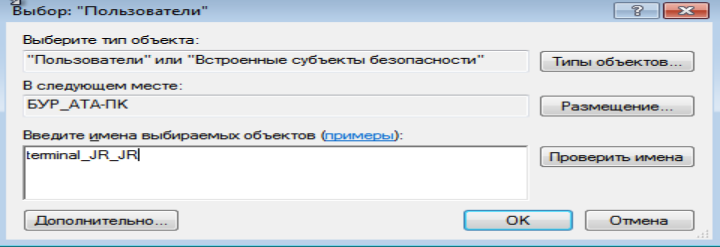 Выбор: "Пользователи"
Выберите тип объекта:
"Пользователи" или "Встроенные субъекты безопасности"
Типы объектов...
В следующем месте:
БУР_АТА-ПК
Размещение...
Введите имена выбираемых объектов (примеры):
terminal_JR_JR
Проверить имена
Дополнительно...
OK
Отмена